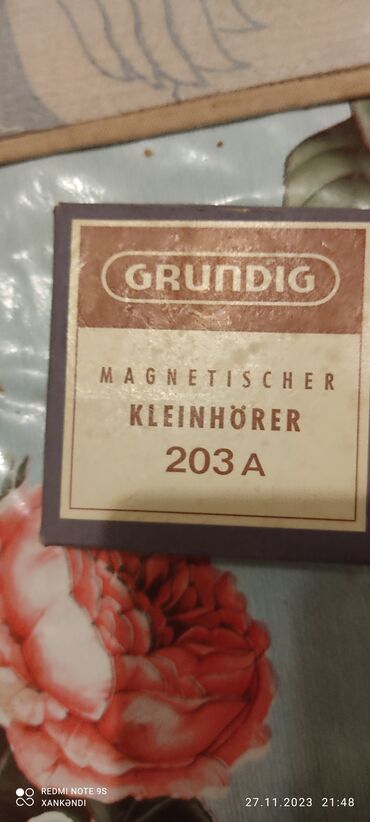 GRUNDIG
MAGNETISCHER
KLEINHÖRER
203 A
REDMI NOTE 9S
XANKƏNDI
27.11.2023 21:48